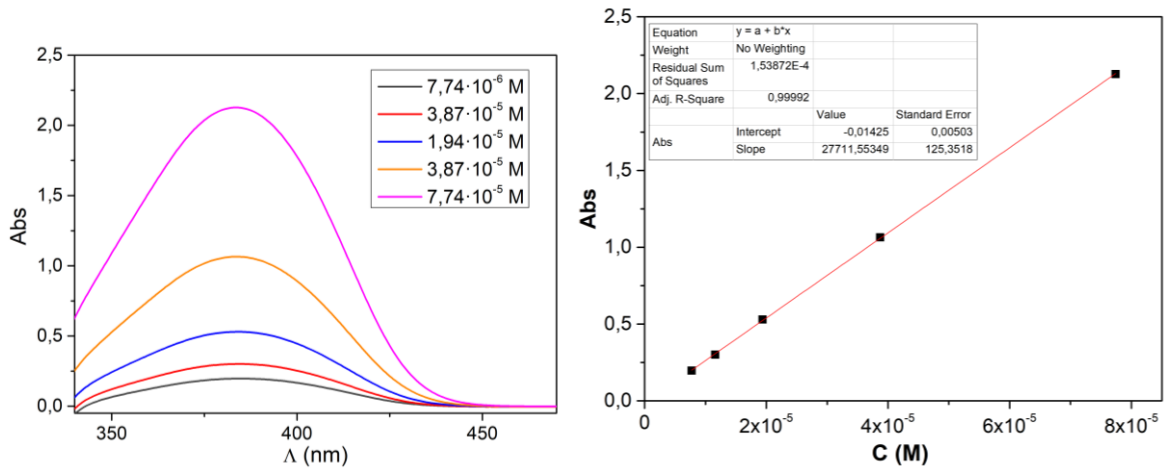 2,5
2,0
1,5
1,0
0,5
0,0
Abs
350 400 450
Λ (nm)
7,74·10⁻⁶ M
3,87·10⁻⁵ M
1,94·10⁻⁵ M
3,87·10⁻⁵ M
7,74·10⁻⁵ M
2,5
2,0
1,5
1,0
0,5
0,0
Abs
0 2x10⁻⁵ 4x10⁻⁵ 6x10⁻⁵ 8x10⁻⁵
C (M)
Equation y = a + b*x
Weight No Weighting
Residual Sum of Squares 1,53872E-4
Adj. R-Square 0,99992
Value Standard Error
Abs Intercept -0,01425 0,00503
Slope 27711,55349 125,3518